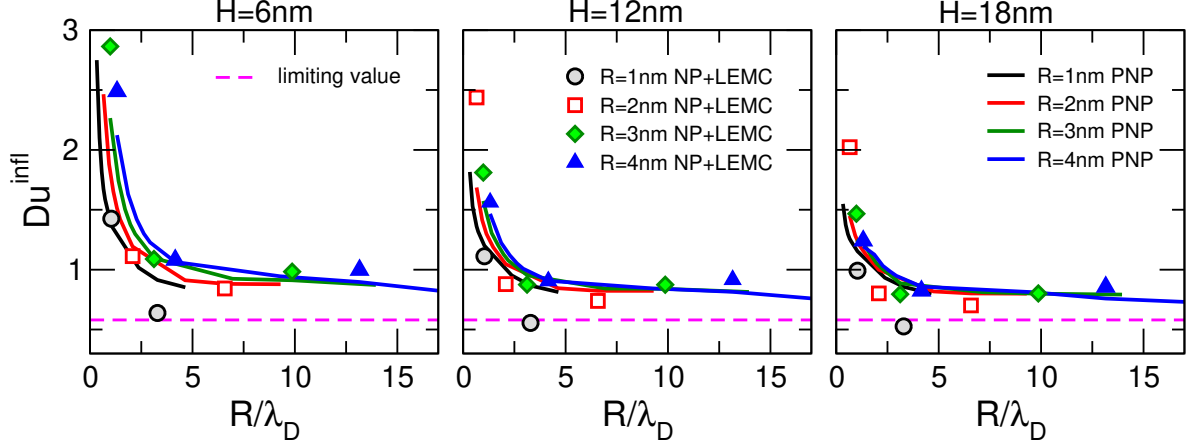 H=6nm
H=12nm
H=18nm
Du^infl
3
2
1
limiting value
R=1nm NP+LEMC
R=2nm NP+LEMC
R=3nm NP+LEMC
R=4nm NP+LEMC
R=1nm PNP
R=2nm PNP
R=3nm PNP
R=4nm PNP
0 5 10 15
0 5 10 15
0 5 10 15
R/λ_D
R/λ_D
R/λ_D